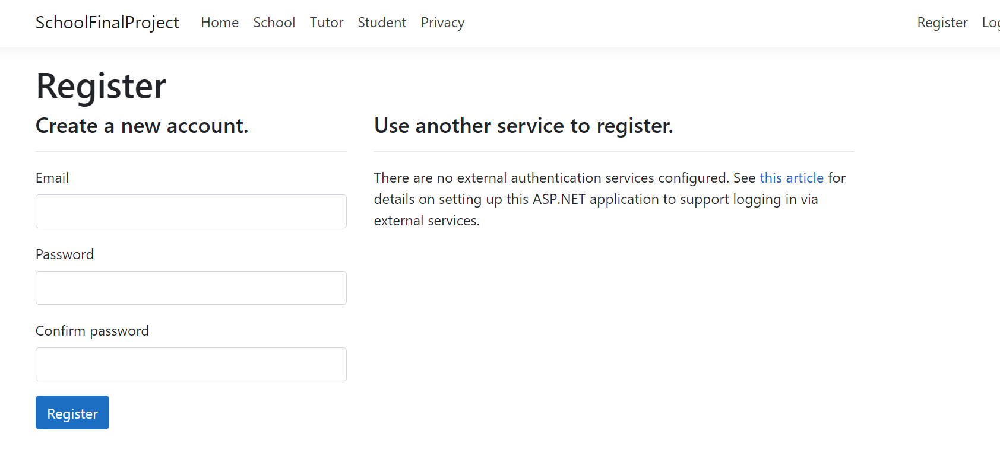 SchoolFinalProject Home School Tutor Student Privacy Register Log
Register
Create a new account.
Use another service to register.
Email
There are no external authentication services configured. See this article for
details on setting up this ASP.NET application to support logging in via
external services.
Password
Confirm password
Register